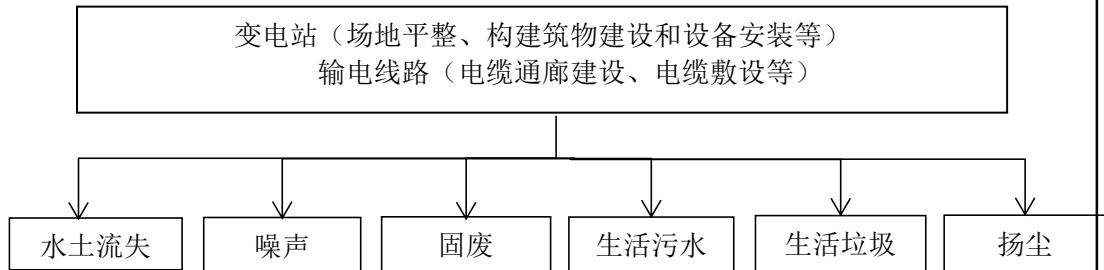 变电站（场地平整、构建筑物建设和设备安装等）
输电线路（电缆通廊建设、电缆敷设等）
水土流失
噪声
固废
生活污水
生活垃圾
扬尘